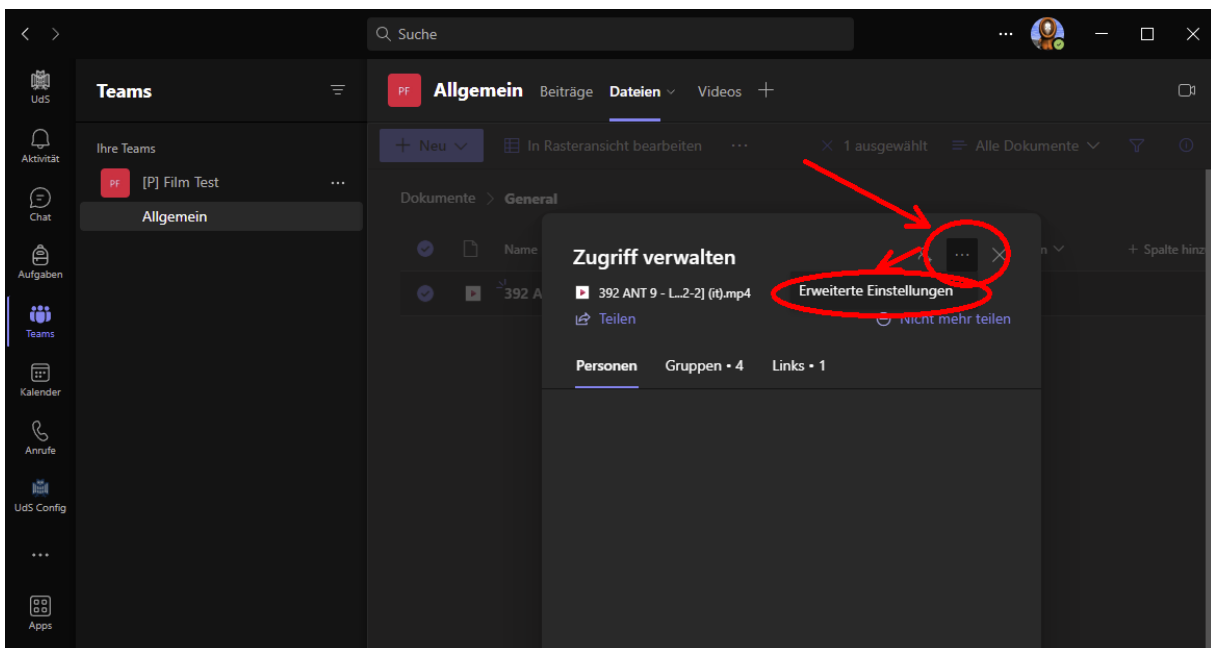 Suche
UdS
Aktivität
Chat
Aufgaben
Teams
Kalender
Anrufe
UdS Config
Apps
Teams
Ihre Teams
PF [P] Film Test
Allgemein
PF Allgemein Beiträge Dateien Videos
+ Neu In Rasteransicht bearbeiten ... 1 ausgewählt Alle Dokumente
Dokumente > General
Name + Spalte hinz
392 A
Zugriff verwalten ...
392 ANT 9 - L...2-2] (it).mp4 Erweiterte Einstellungen
Teilen Nicht mehr teilen
Personen Gruppen • 4 Links • 1